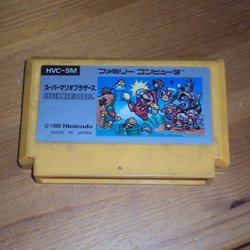 HVC-SM
ファミリー コンピュータ
スーパーマリオブラザーズ
SUPER MARIO BROS.
©1985 Nintendo
MADE IN JAPAN